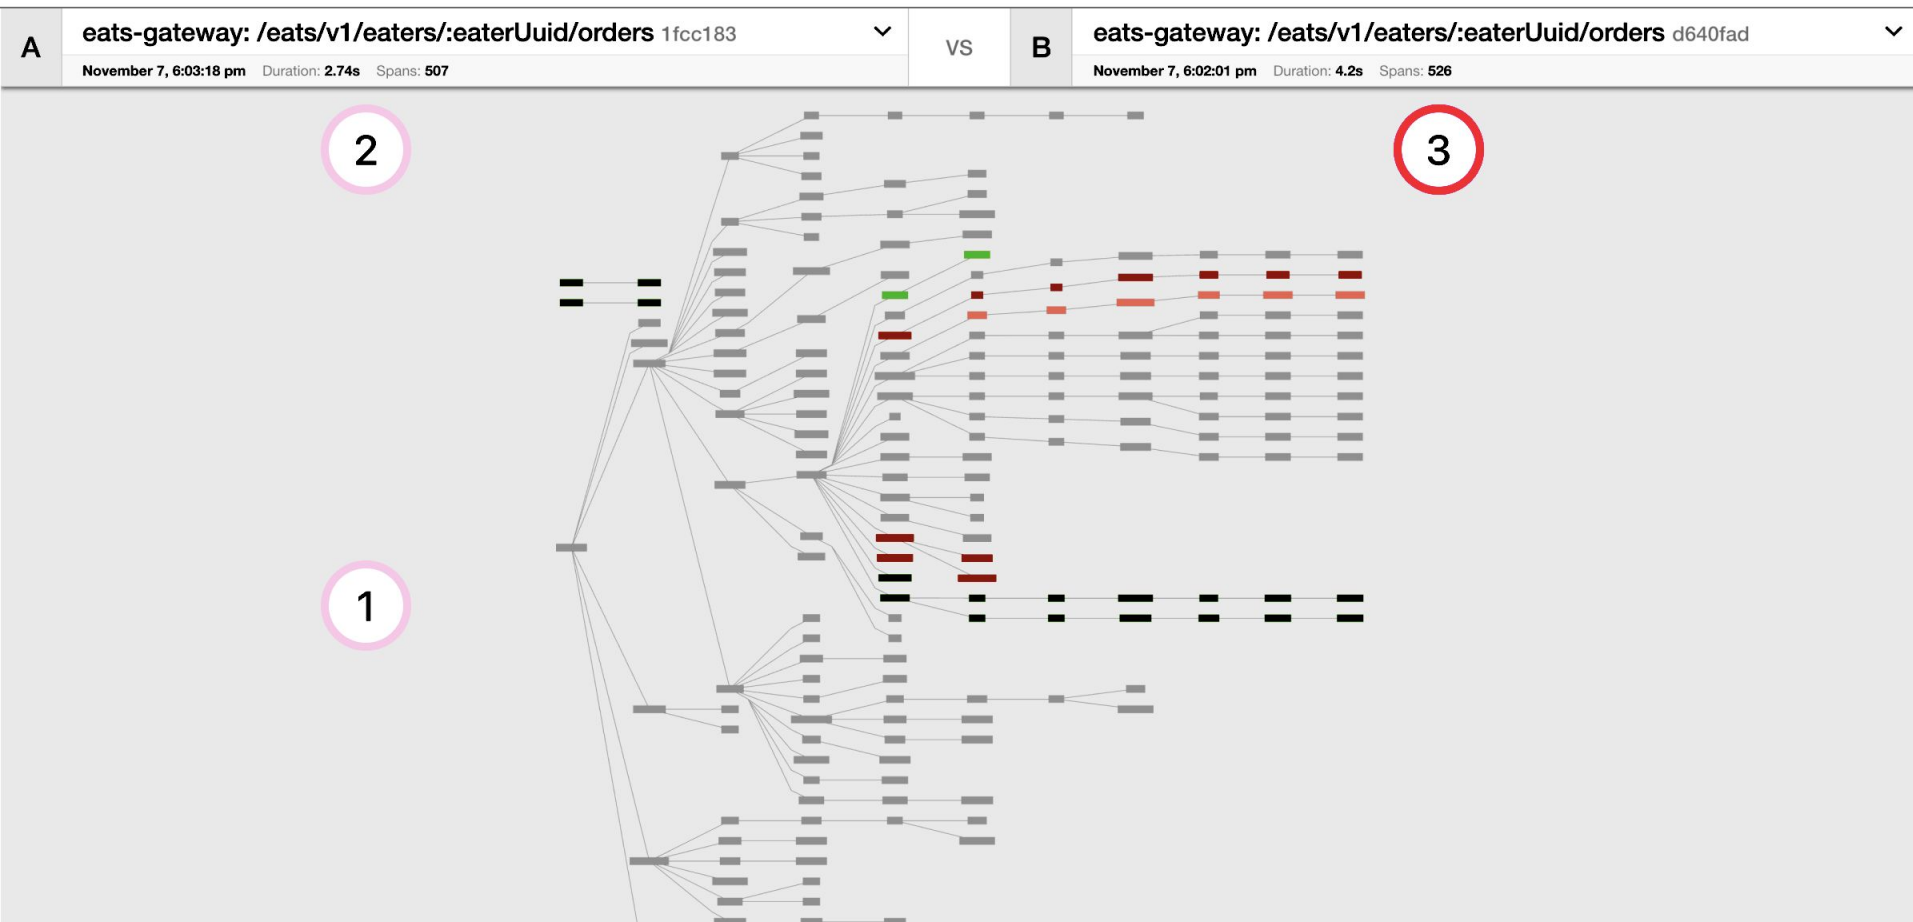 A
eats-gateway: /eats/v1/eaters/:eaterUuid/orders 1fcc183
November 7, 6:03:18 pm Duration: 2.74s Spans: 507
VS
B
eats-gateway: /eats/v1/eaters/:eaterUuid/orders d640fad
November 7, 6:02:01 pm Duration: 4.2s Spans: 526
2
3
1